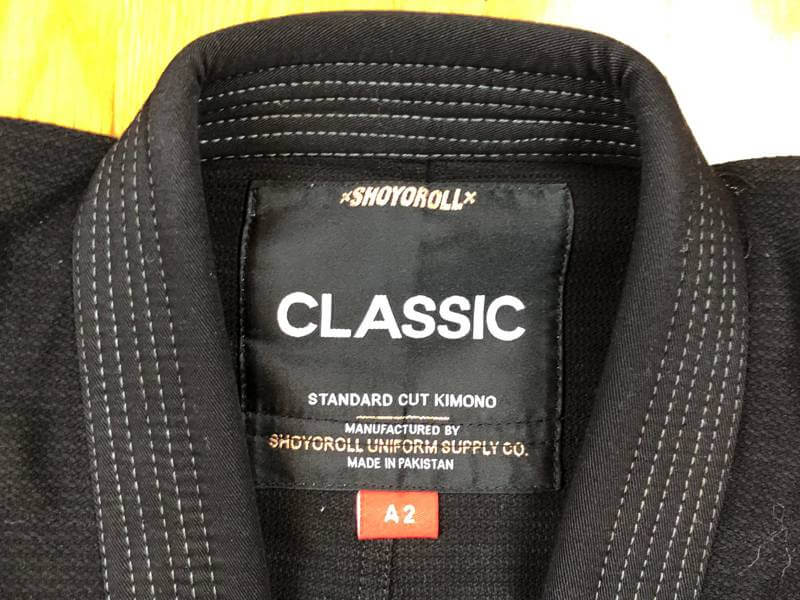 ×SHOYOROLL×
CLASSIC
STANDARD CUT KIMONO
MANUFACTURED BY
SHOYOROLL UNIFORM SUPPLY CO.
MADE IN PAKISTAN
A2